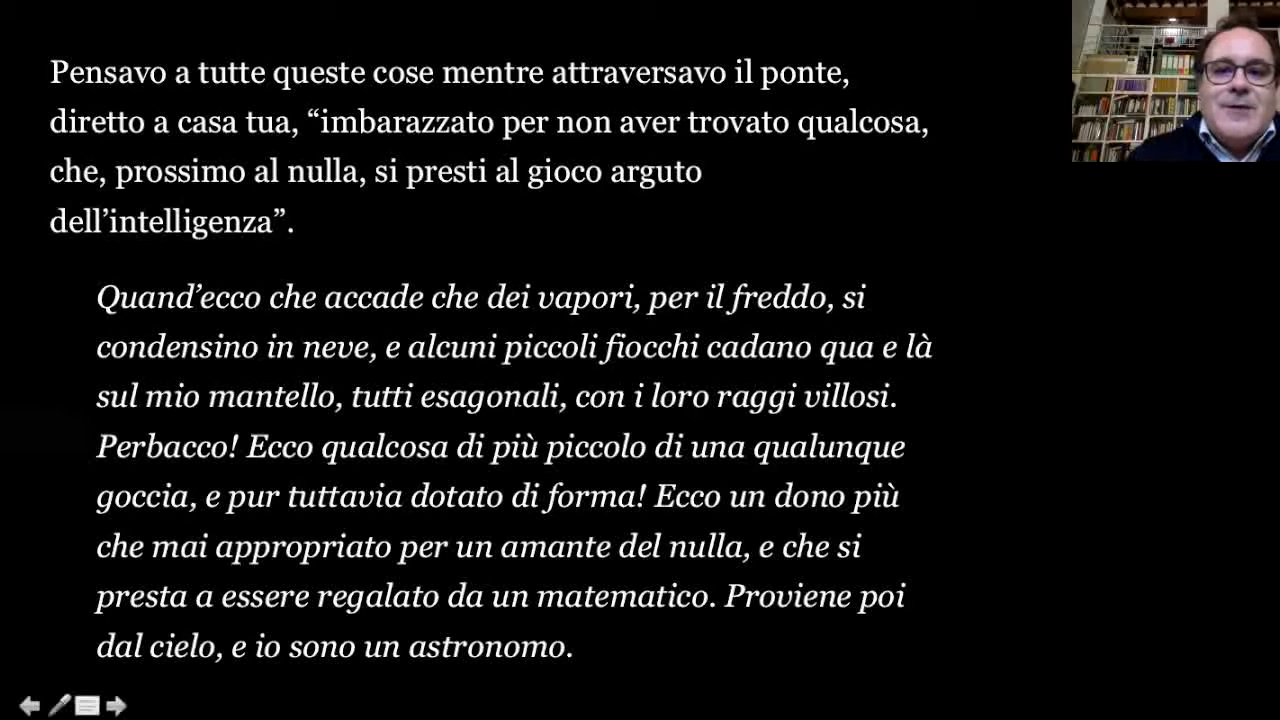 Pensavo a tutte queste cose mentre attraversavo il ponte,
diretto a casa tua, “imbarazzato per non aver trovato qualcosa,
che, prossimo al nulla, si presti al gioco arguto
dell’intelligenza”.
Quand’ecco che accade che dei vapori, per il freddo, si
condensino in neve, e alcuni piccoli fiocchi cadano qua e là
sul mio mantello, tutti esagonali, con i loro raggi villosi.
Perbacco! Ecco qualcosa di più piccolo di una qualunque
goccia, e pur tuttavia dotato di forma! Ecco un dono più
che mai appropriato per un amante del nulla, e che si
presta a essere regalato da un matematico. Proviene poi
dal cielo, e io sono un astronomo.